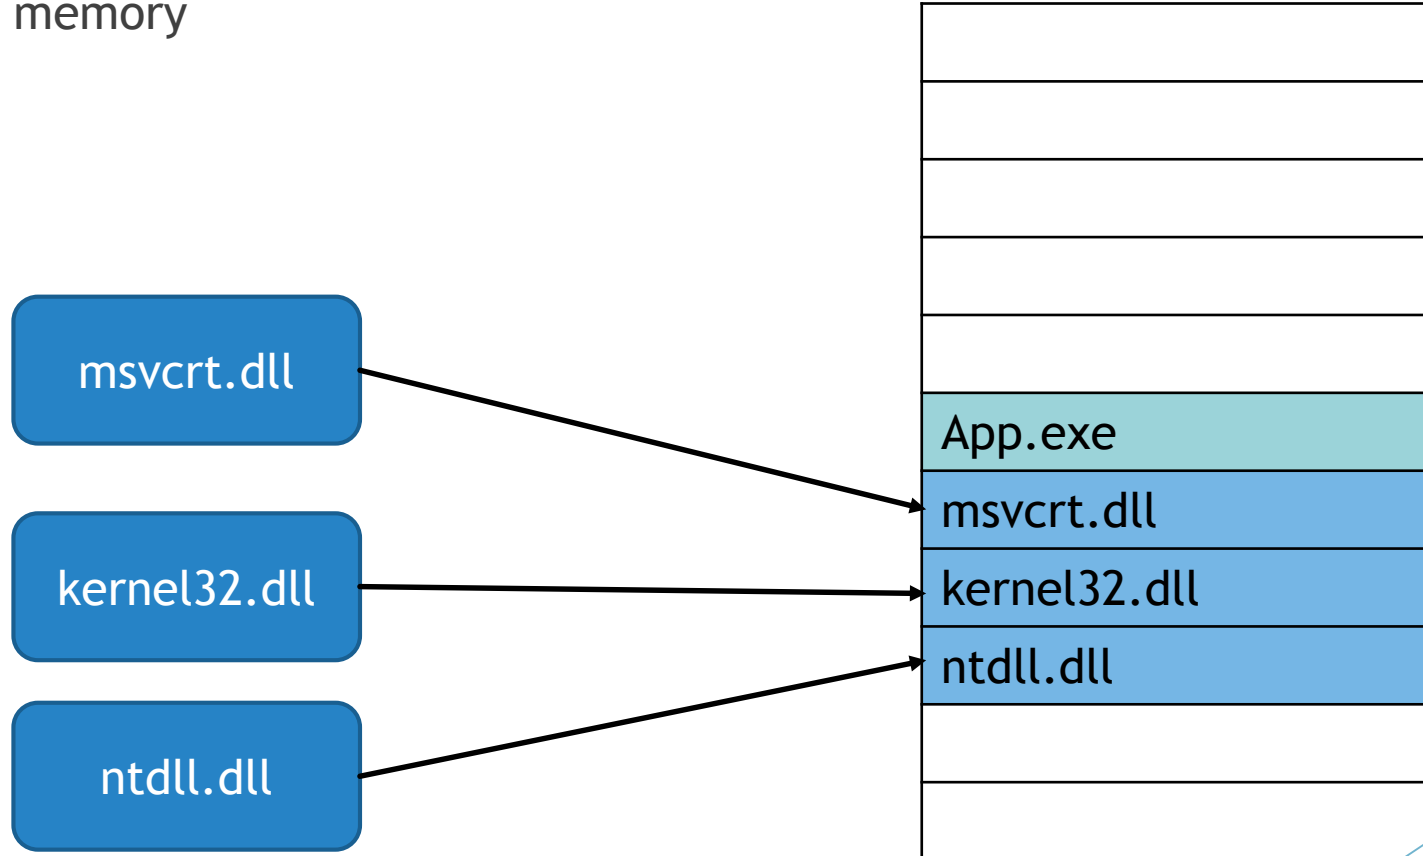 memory
msvcrt.dll
kernel32.dll
ntdll.dll
App.exe
msvcrt.dll
kernel32.dll
ntdll.dll